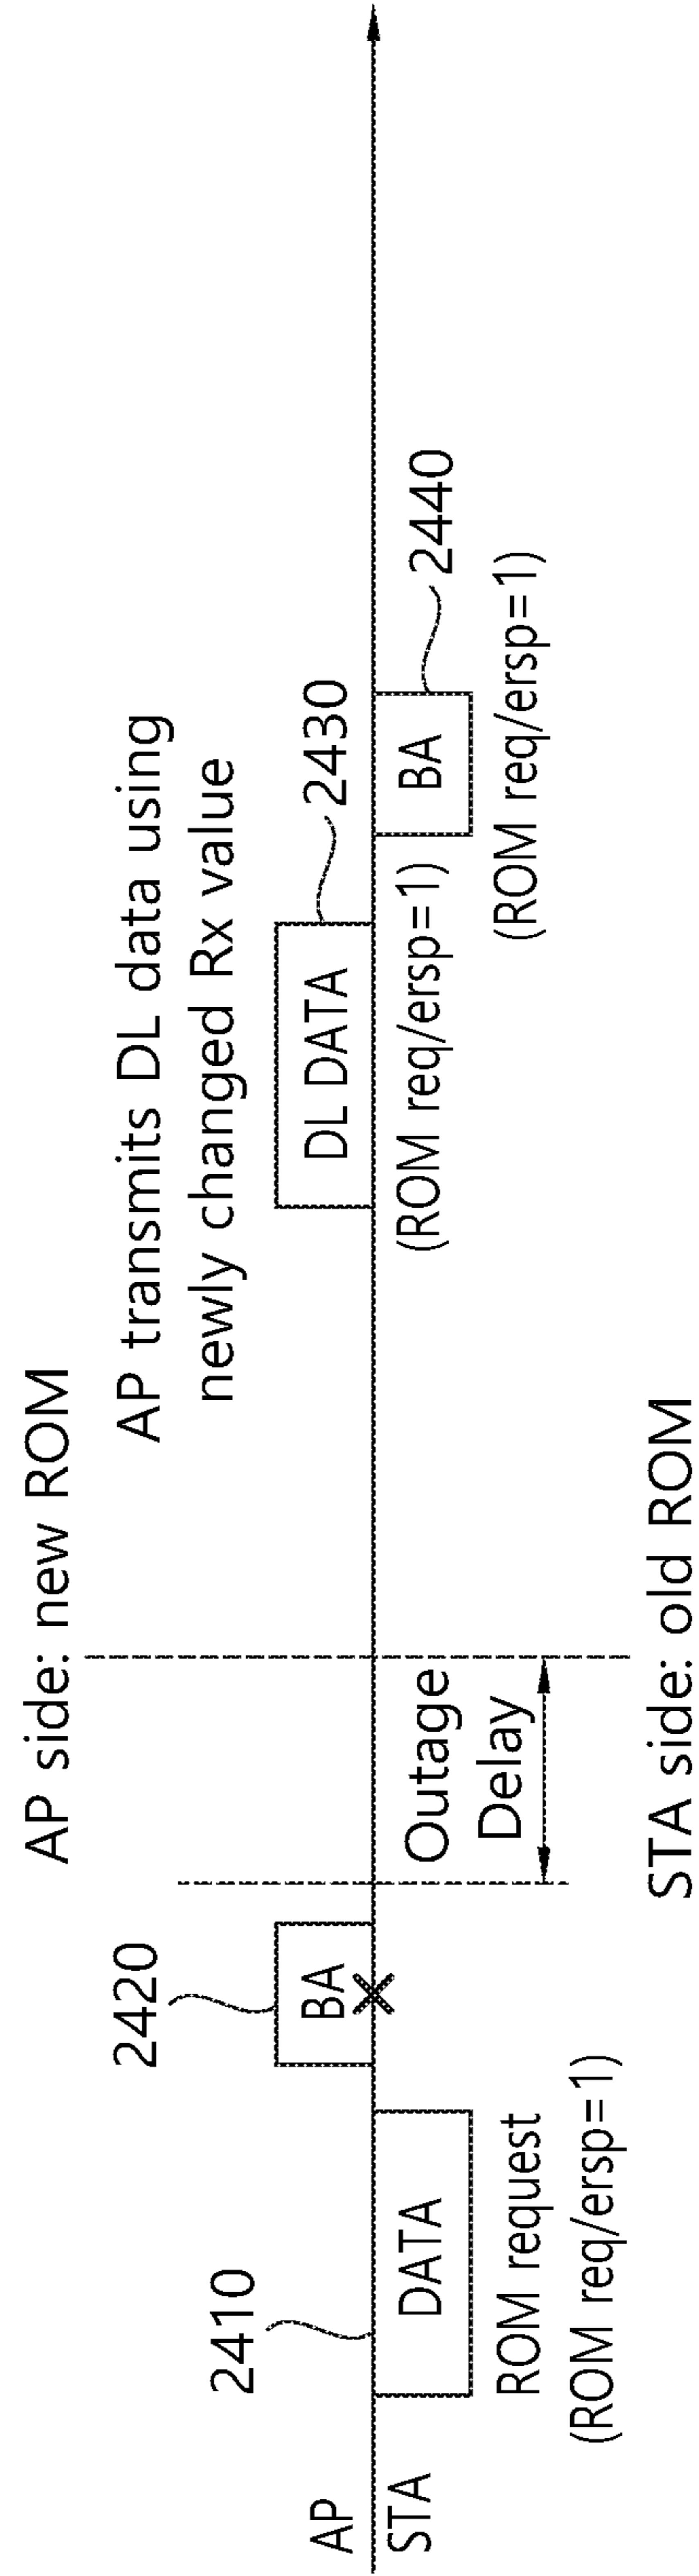 AP side: new ROM
AP transmits DL data using
newly changed Rx value
2410
2420
2430
AP
BA
DL DATA
STA
DATA
Outage
Delay
(ROM req/ersp=1)
BA
2440
ROM request
(ROM req/ersp=1)
(ROM req/ersp=1)
STA side: old ROM